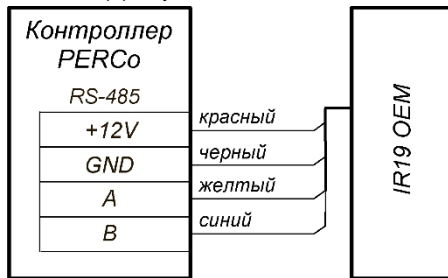 Контроллер
PERCo
RS-485
+12V
красный
GND
черный
A
желтый
B
синий
IR19 OEM